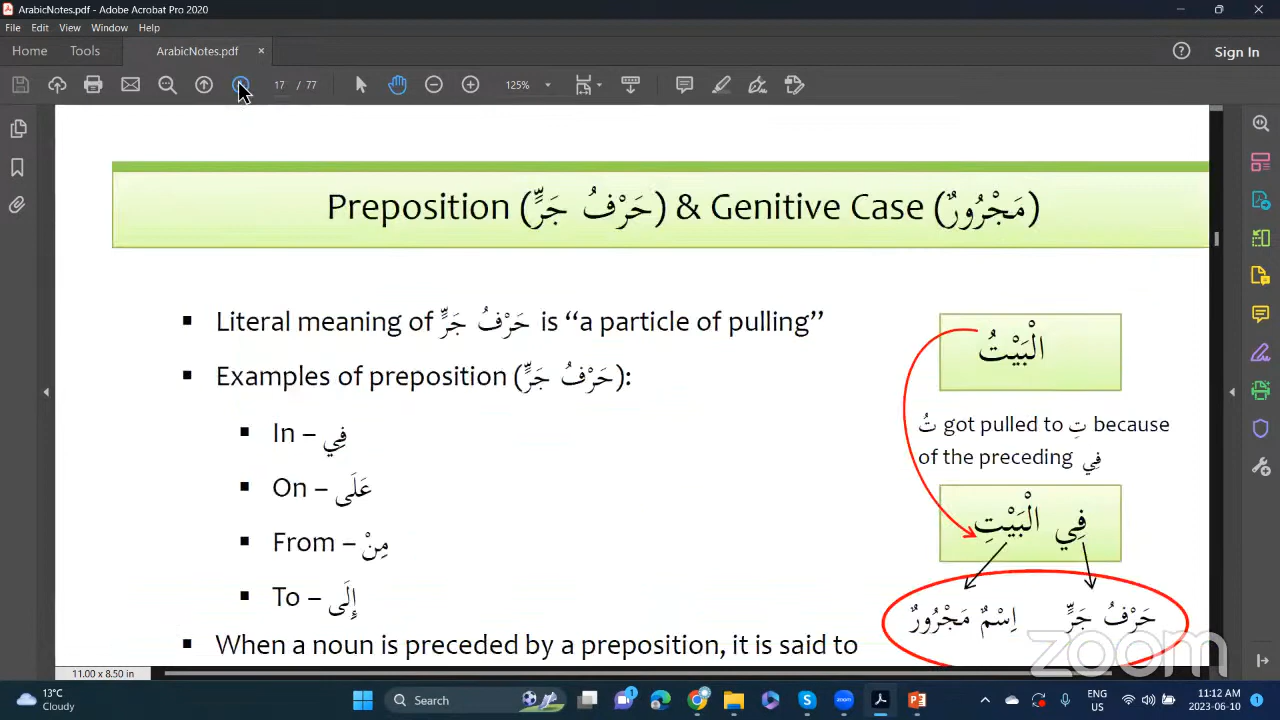 ArabicNotes.pdf - Adobe Acrobat Pro 2020
File Edit View Window Help
Home Tools ArabicNotes.pdf × Sign In
17 / 77 125%
Preposition (حَرْفُ جَرٍّ) & Genitive Case (مَجْرُورٌ)
▪ Literal meaning of حَرْفُ جَرٍّ is “a particle of pulling”
▪ Examples of preposition (حَرْفُ جَرٍّ):
▪ In – فِي
▪ On – عَلَى
▪ From – مِنْ
▪ To – إِلَى
▪ When a noun is preceded by a preposition, it is said to
الْبَيْتُ
تُ got pulled to تِ because
of the preceding فِي
فِي الْبَيْتِ
حَرْفُ جَرٍّ اِسْمٌ مَجْرُورٌ
zoom
11.00 x 8.50 in
13°C
Cloudy
Search
1
zoom
ENG
US
11:12 AM
2023-06-10
1